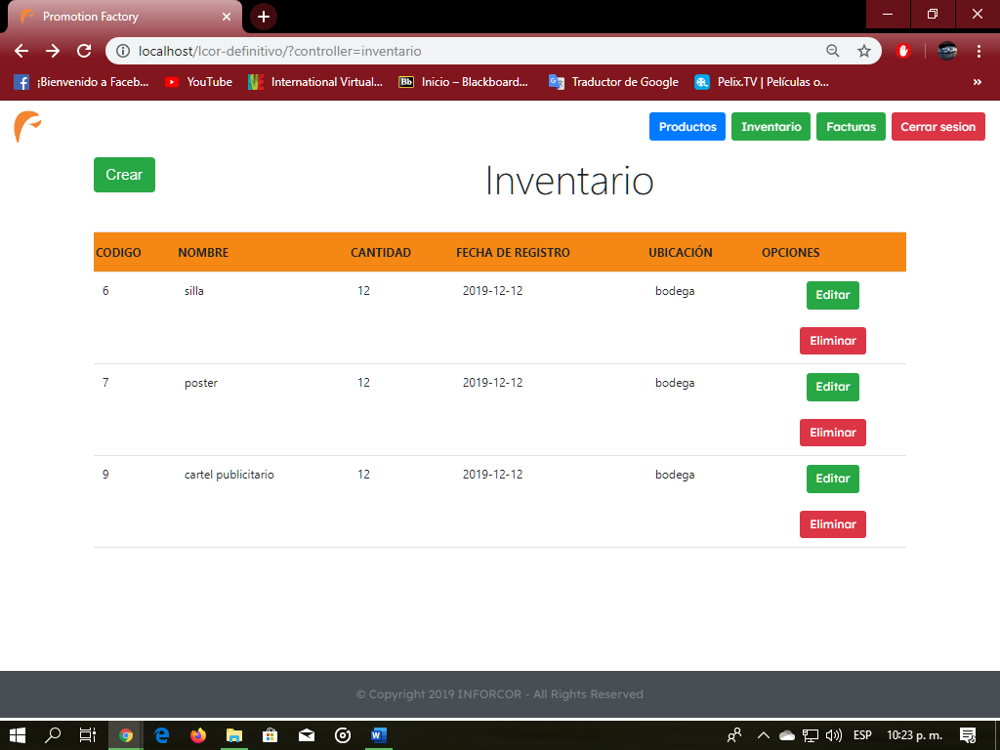 Promotion Factory
localhost/Icor-definitivo/?controller=inventario
¡Bienvenido a Faceb... YouTube International Virtual... Bb Inicio – Blackboard... Traductor de Google Pelix.TV | Películas o... »
Productos Inventario Facturas Cerrar sesion
Crear
Inventario
CODIGO NOMBRE CANTIDAD FECHA DE REGISTRO UBICACIÓN OPCIONES
6 silla 12 2019-12-12 bodega Editar
Eliminar
7 poster 12 2019-12-12 bodega Editar
Eliminar
9 cartel publicitario 12 2019-12-12 bodega Editar
Eliminar
© Copyright 2019 INFORCOR - All Rights Reserved
ESP 10:23 p. m.